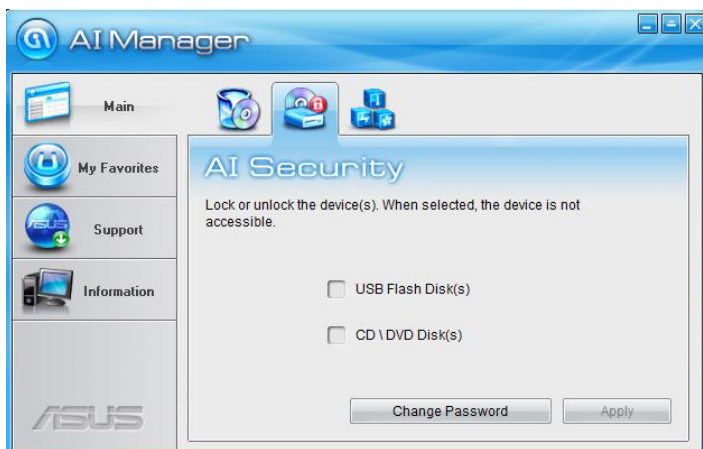 AI Manager
Main
My Favorites
Support
Information
ASUS
AI Security
Lock or unlock the device(s). When selected, the device is not
accessible.
USB Flash Disk(s)
CD \ DVD Disk(s)
Change Password
Apply
ASUS